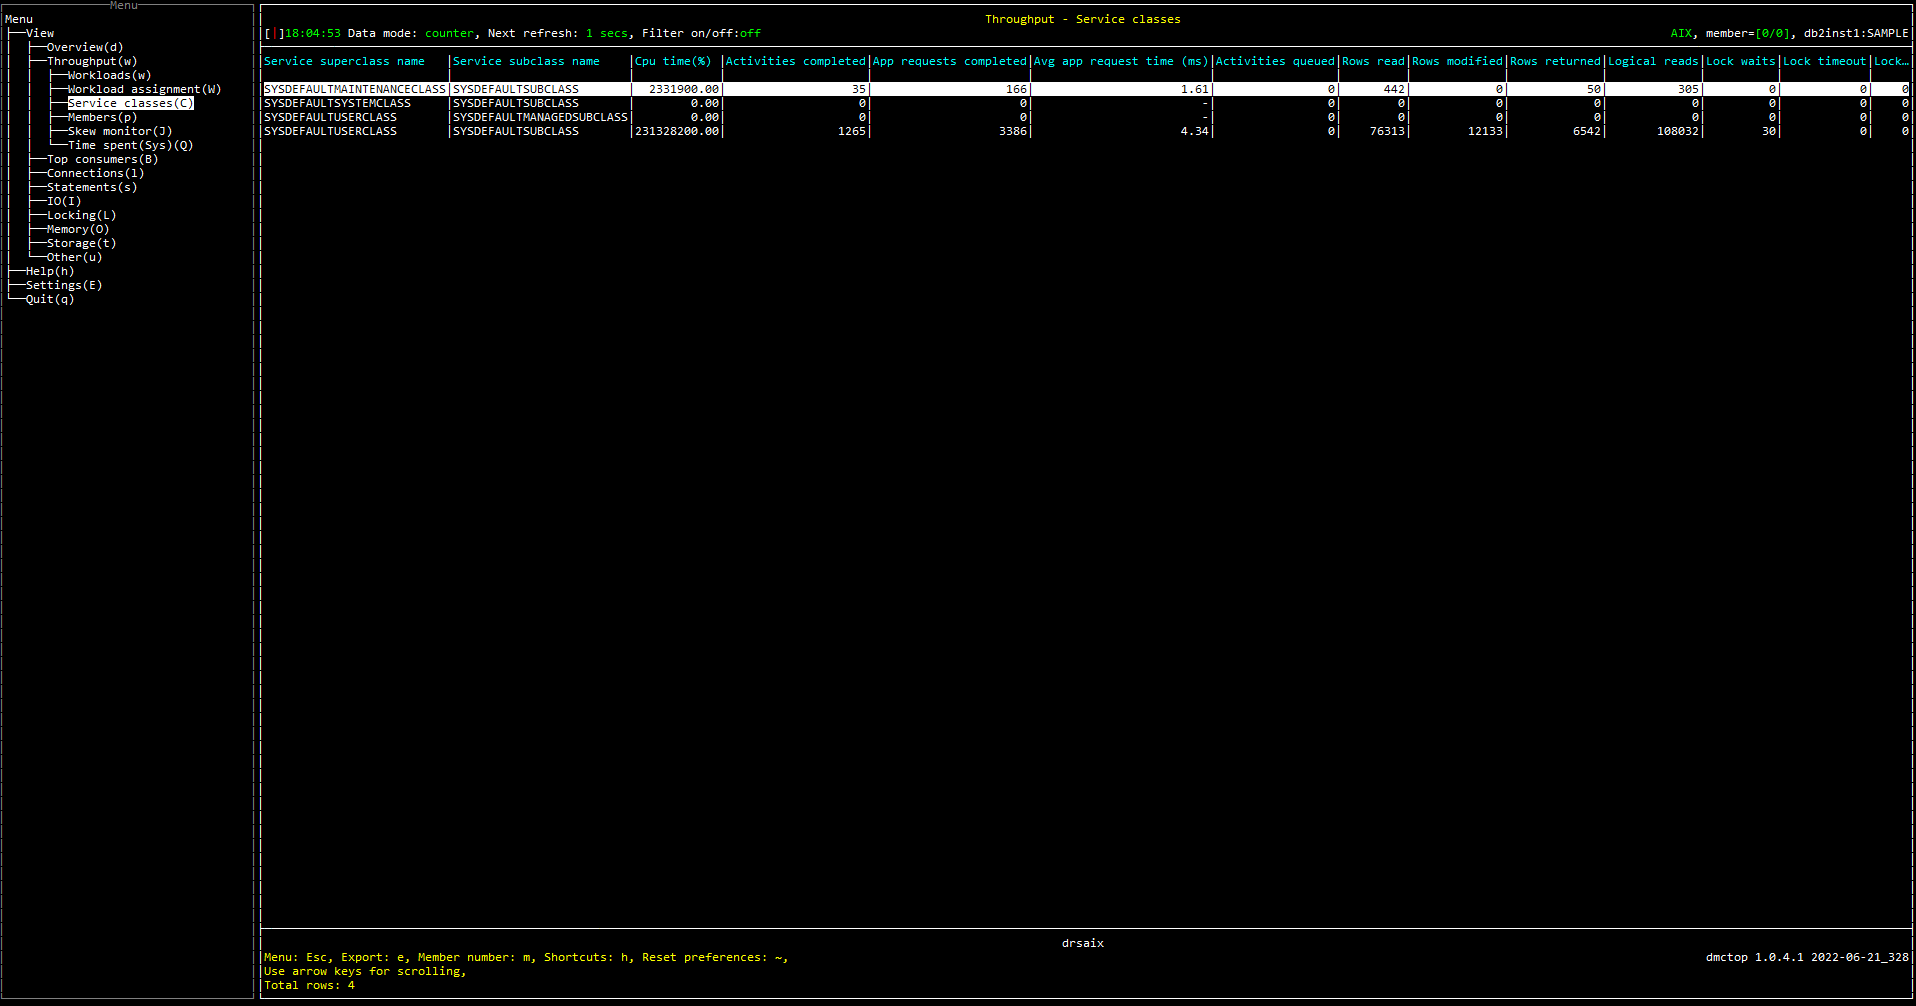 Menu
Menu
View
Overview(d)
Throughput(w)
Workloads(w)
Workload assignment(W)
Service classes(C)
Members(p)
Skew monitor(J)
Time spent(Sys)(Q)
Top consumers(B)
Connections(l)
Statements(s)
IO(I)
Locking(L)
Memory(O)
Storage(t)
Other(u)
Help(h)
Settings(E)
Quit(q)
Throughput - Service classes
[|]18:04:53 Data mode: counter, Next refresh: 1 secs, Filter on/off:off AIX, member=[0/0], db2inst1:SAMPLE
Service superclass name |Service subclass name |Cpu time(%) |Activities completed|App requests completed|Avg app request time (ms)|Activities queued|Rows read|Rows modified|Rows returned|Logical reads|Lock waits|Lock timeout|Lock…
SYSDEFAULTMAINTENANCECLASS|SYSDEFAULTSUBCLASS | 2331900.00| 35| 166| 1.61| 0| 442| 0| 50| 305| 0| 0| 0
SYSDEFAULTSYSTEMCLASS |SYSDEFAULTSUBCLASS | 0.00| 0| 0| -| 0| 0| 0| 0| 0| 0| 0| 0
SYSDEFAULTUSERCLASS |SYSDEFAULTMANAGEDSUBCLASS| 0.00| 0| 0| -| 0| 0| 0| 0| 0| 0| 0| 0
SYSDEFAULTUSERCLASS |SYSDEFAULTSUBCLASS |231328200.00| 1265| 3386| 4.34| 0| 76313| 12133| 6542| 108032| 30| 0| 0
drsaix
Menu: Esc, Export: e, Member number: m, Shortcuts: h, Reset preferences: ~, dmctop 1.0.4.1 2022-06-21_328
Use arrow keys for scrolling,
Total rows: 4